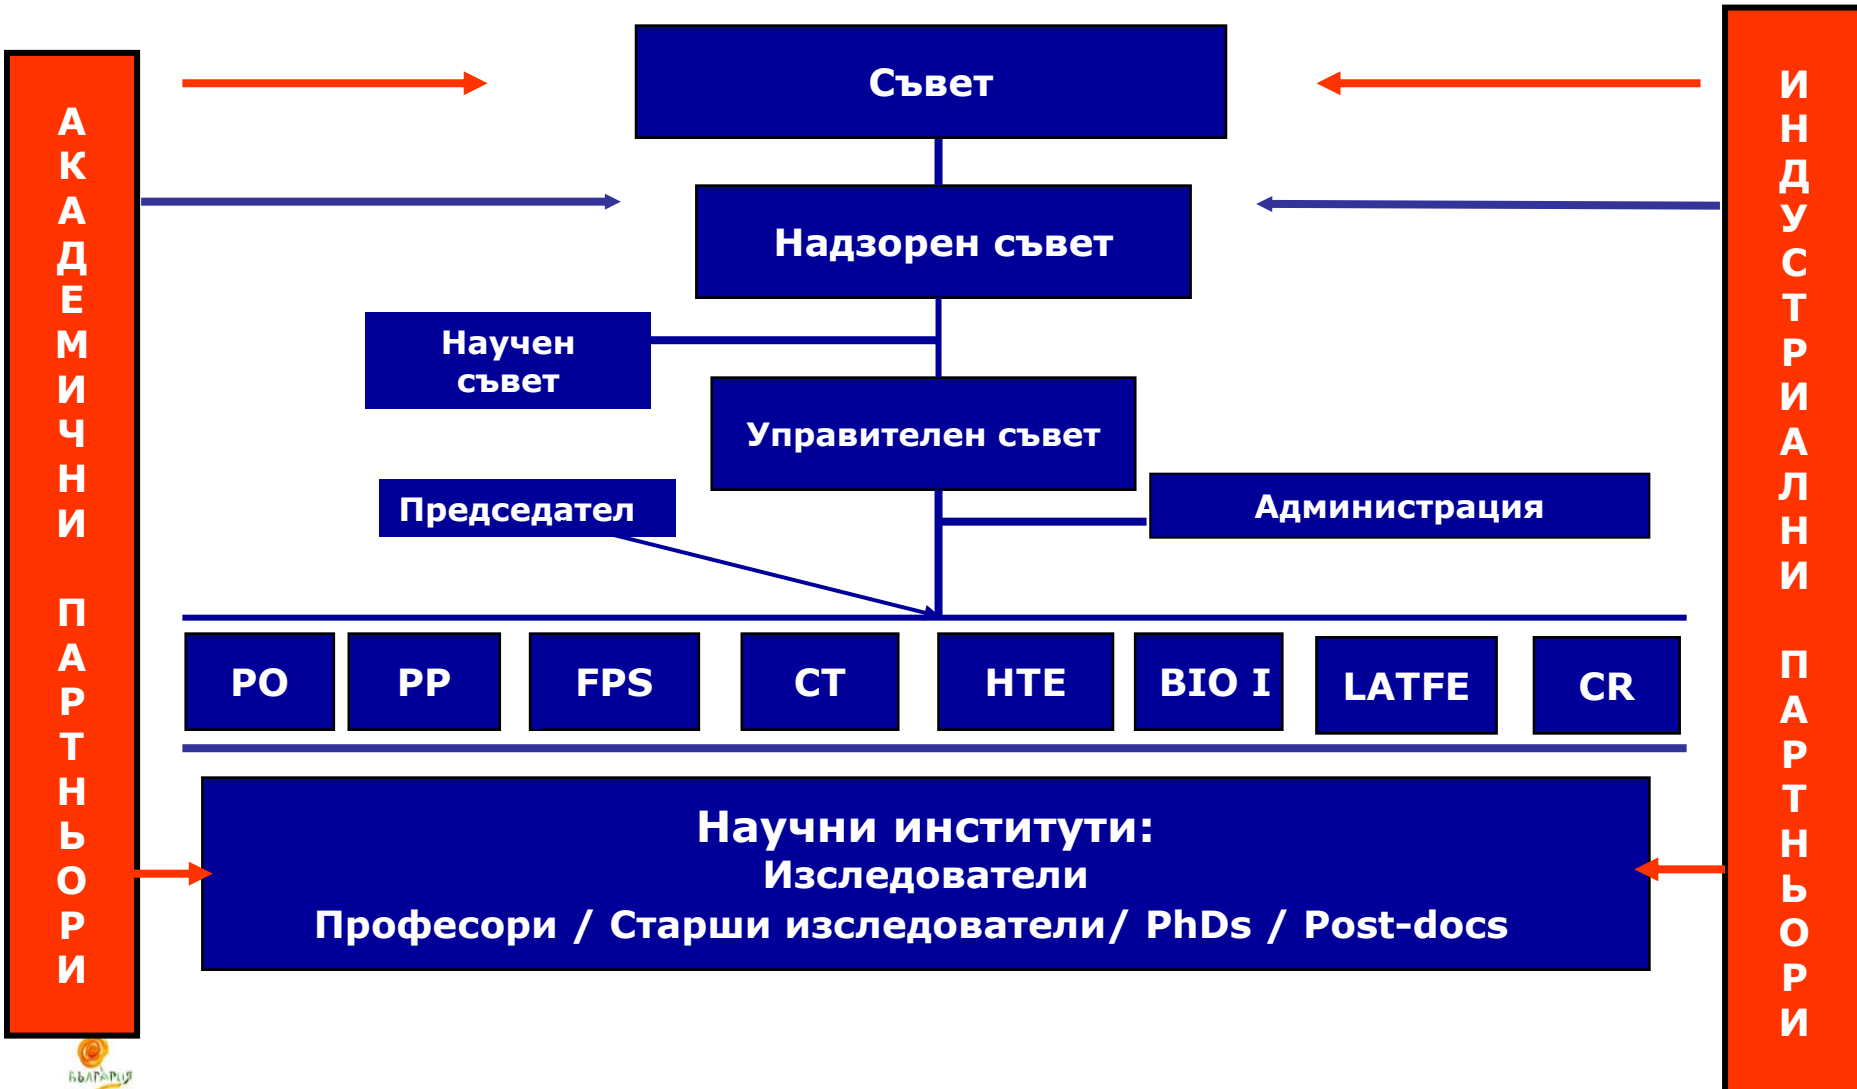 АКАДЕМИЧНИ ПАРТНЬОРИ
Съвет
Надзорен съвет
Научен
съвет
Управителен съвет
Председател
Администрация
PO
PP
FPS
CT
HTE
BIO I
LATFE
CR
Научни институти:
Изследователи
Професори / Старши изследователи/ PhDs / Post-docs
ИНДУСТРИАЛНИ ПАРТНЬОРИ
БЪЛГАРИЯ